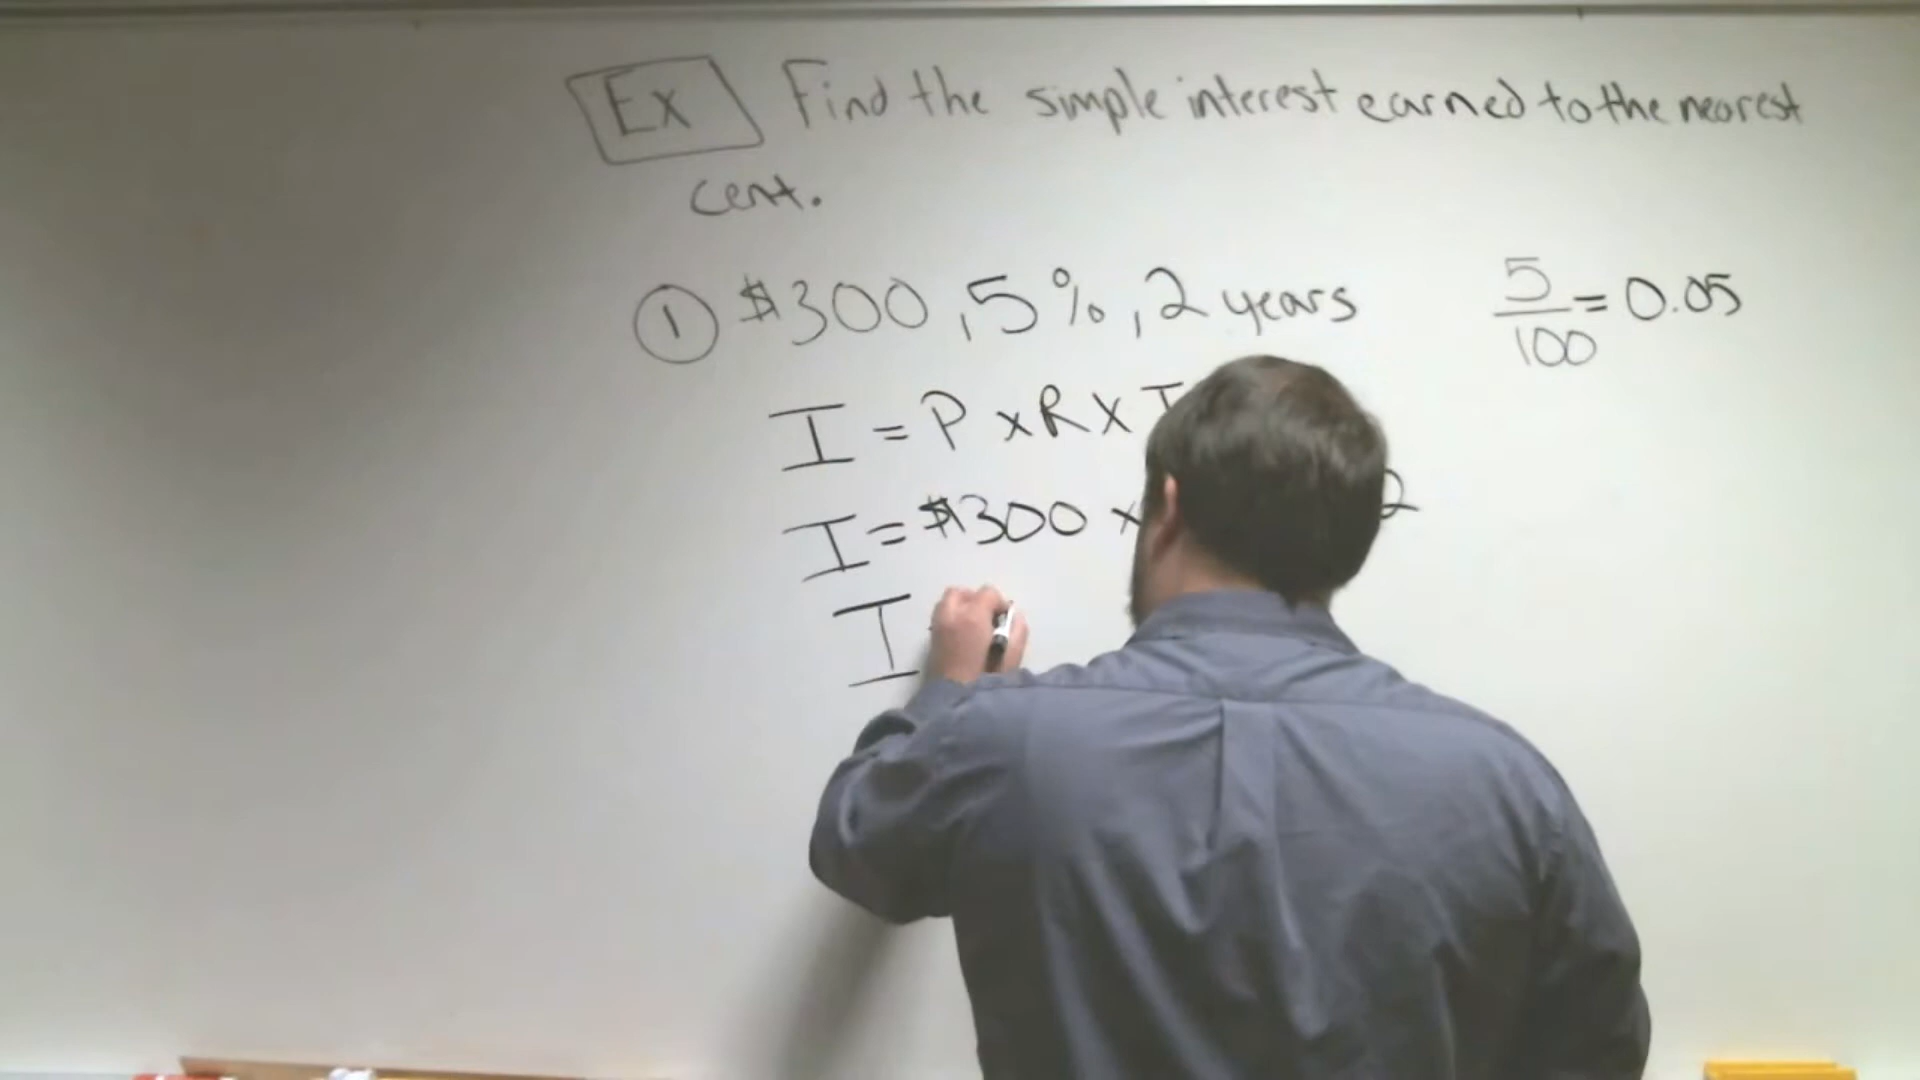 Ex Find the simple interest earned to the nearest
cent.
① $300, 5%, 2 years
5/100 = 0.05
I = P x R x T
I = $300 x 2
I